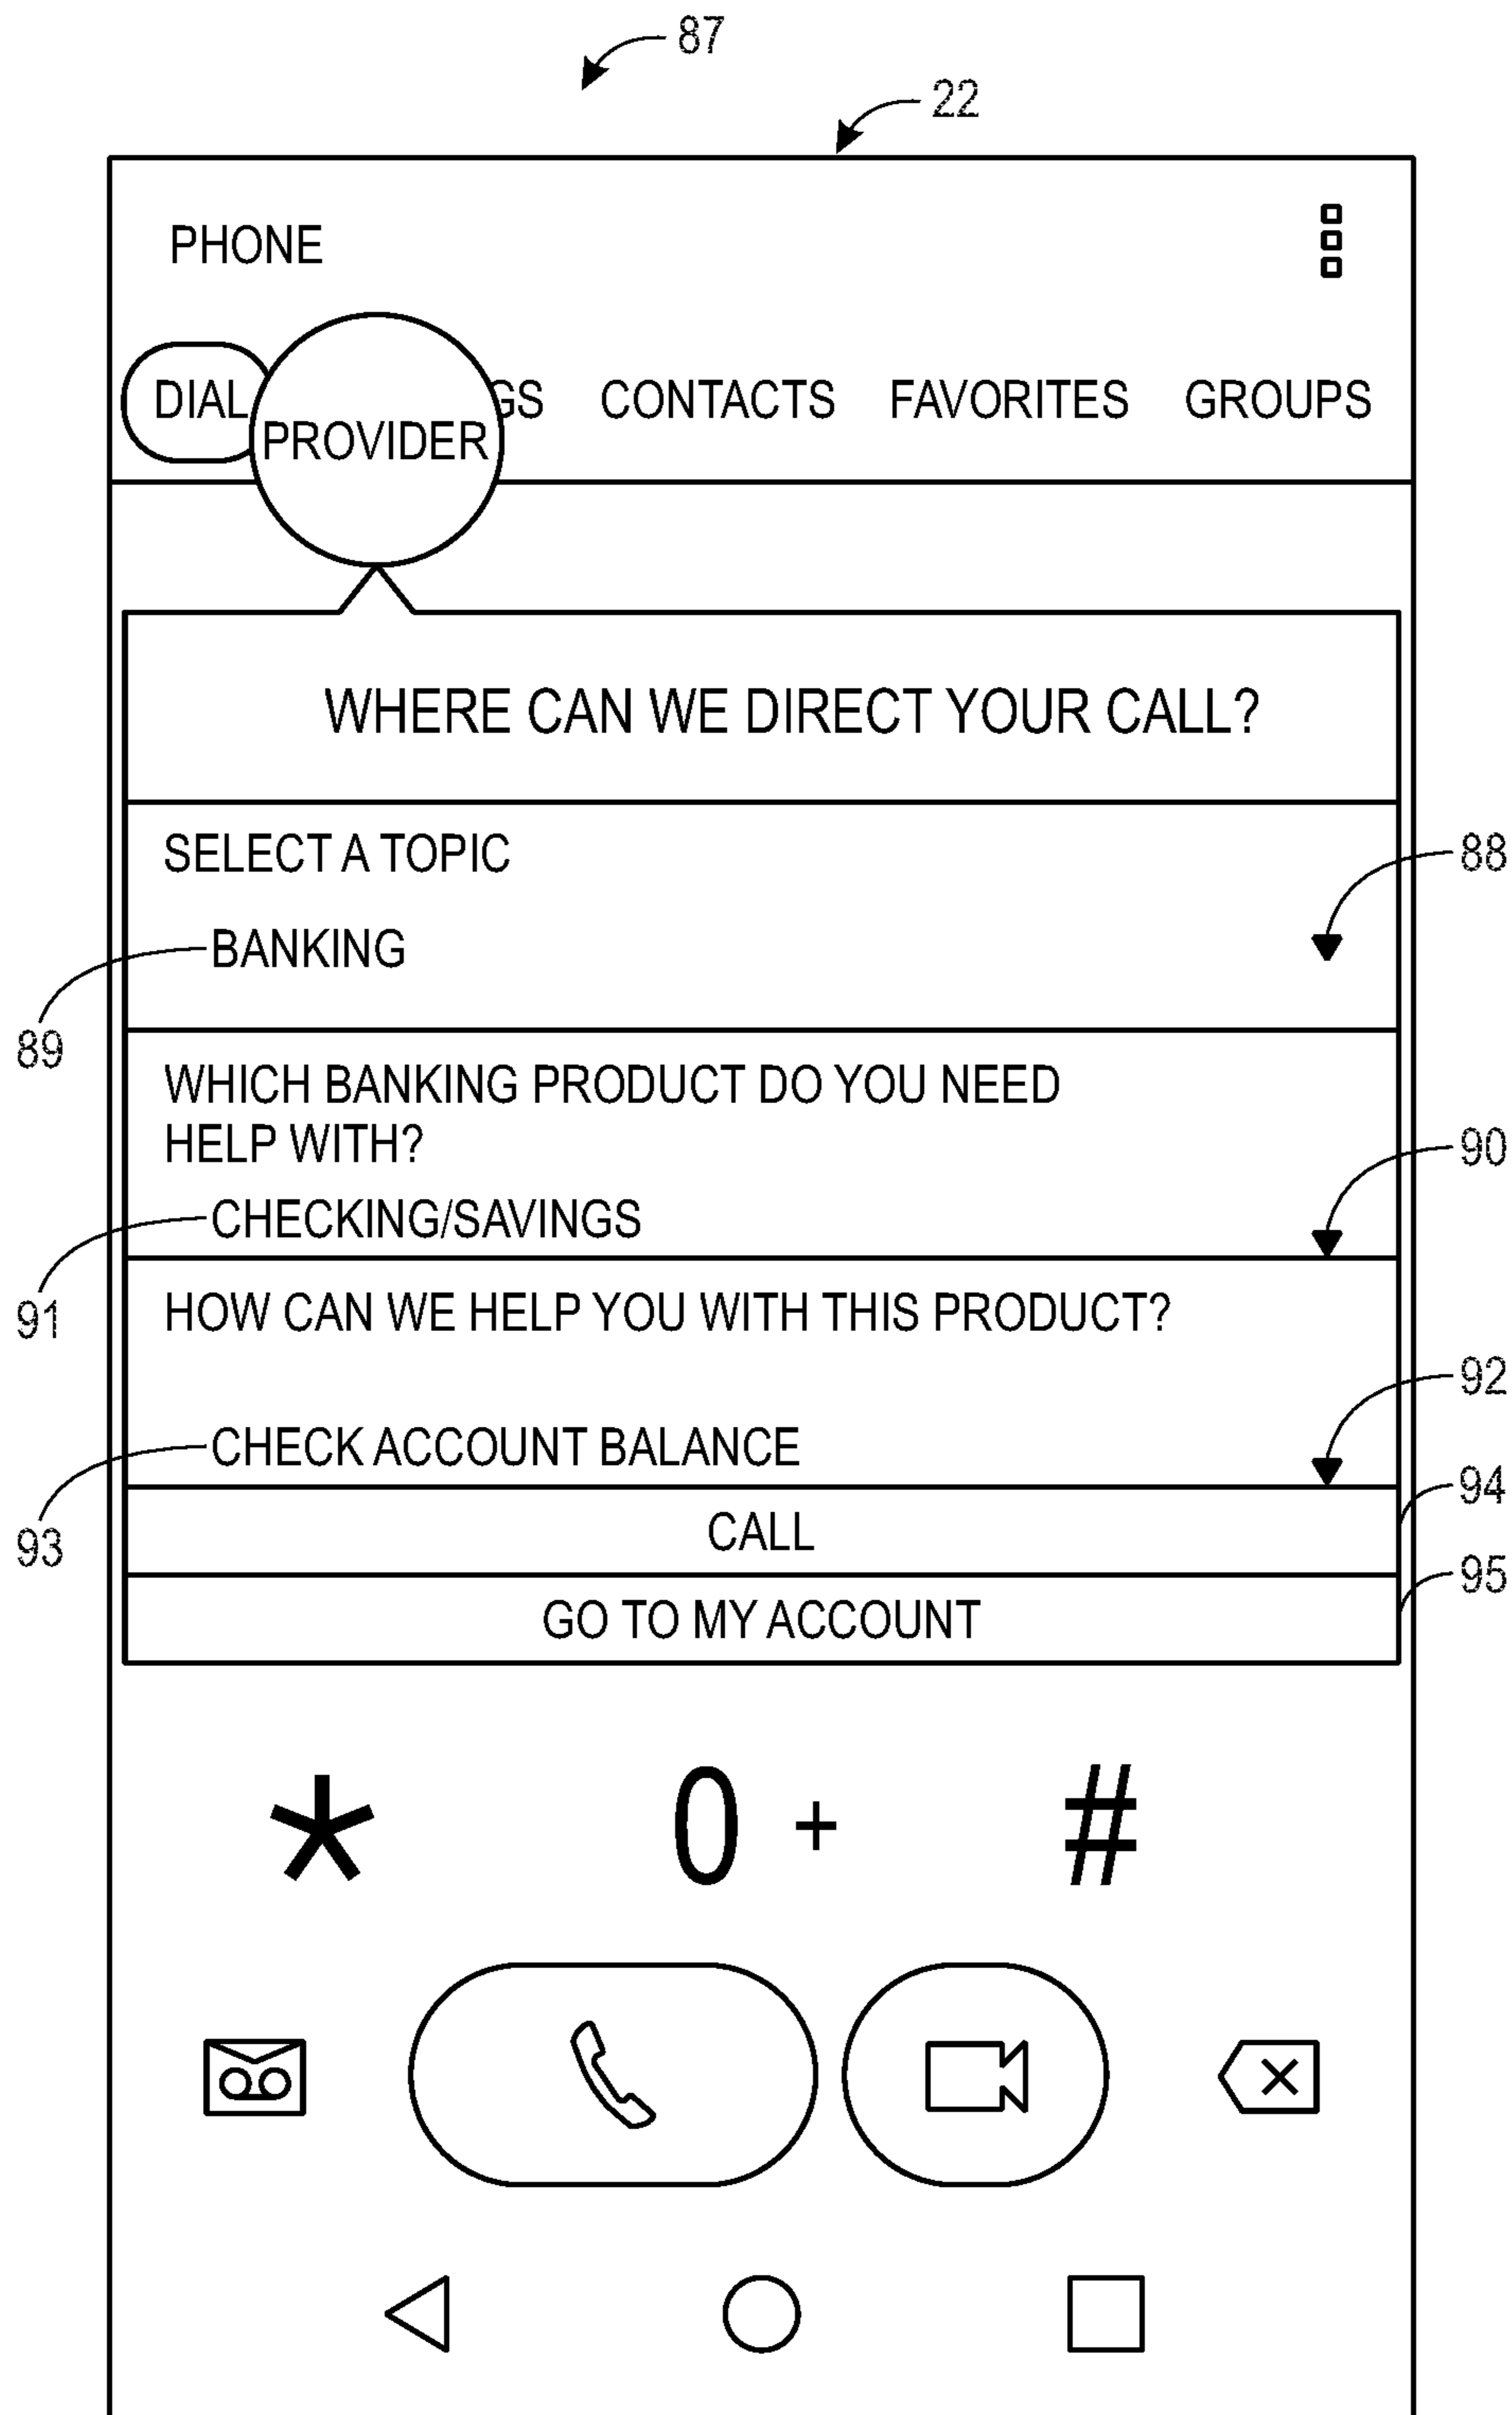 87
22
PHONE
DIAL PROVIDER GS CONTACTS FAVORITES GROUPS
WHERE CAN WE DIRECT YOUR CALL?
SELECT A TOPIC
88
BANKING
89
WHICH BANKING PRODUCT DO YOU NEED
HELP WITH?
90
CHECKING/SAVINGS
91
HOW CAN WE HELP YOU WITH THIS PRODUCT?
92
CHECK ACCOUNT BALANCE
93
94
CALL
95
GO TO MY ACCOUNT
* 0 + #